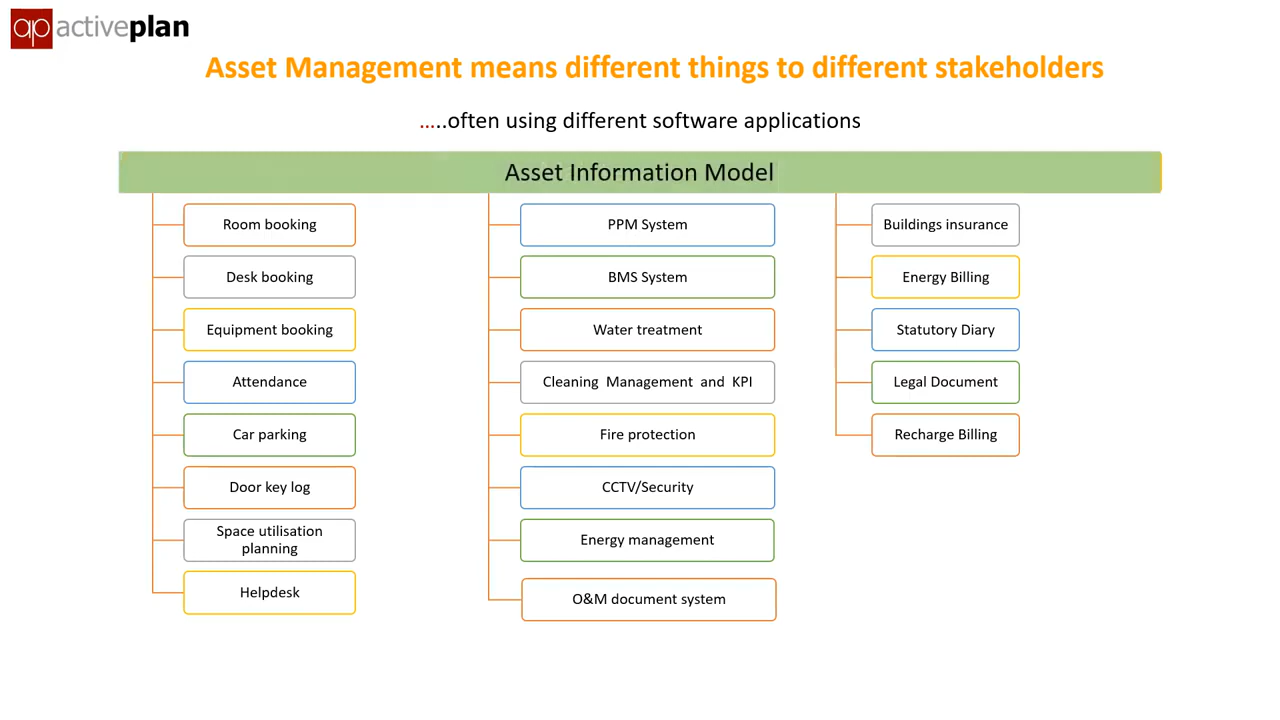 ap activeplan
Asset Management means different things to different stakeholders
.....often using different software applications
Asset Information Model
Room booking
Desk booking
Equipment booking
Attendance
Car parking
Door key log
Space utilisation
planning
Helpdesk
PPM System
BMS System
Water treatment
Cleaning Management and KPI
Fire protection
CCTV/Security
Energy management
O&M document system
Buildings insurance
Energy Billing
Statutory Diary
Legal Document
Recharge Billing